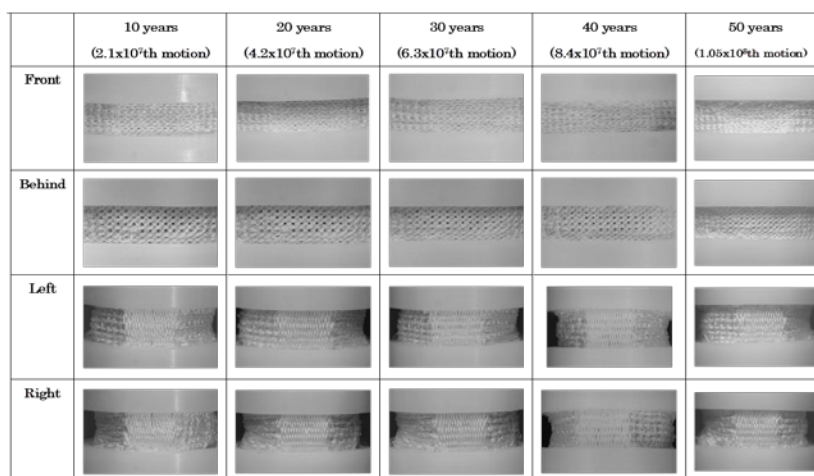 10 years 20 years 30 years 40 years 50 years
(2.1x10⁷th motion) (4.2x10⁷th motion) (6.3x10⁷th motion) (8.4x10⁷th motion) (1.05x10⁸th motion)
Front
Behind
Left
Right